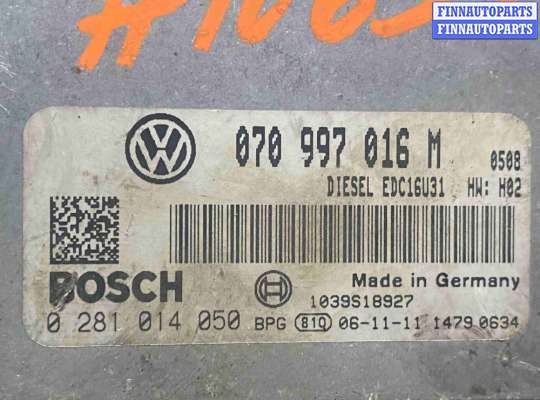 FINNAUTOPARTS
FINNAUTOPARTS
070 997 016 M 0508
DIESEL EDC16U31 HW: H02
BOSCH Made in Germany
1039S18927
0 281 014 050 BPG 81Q 06-11-11 1479 0634